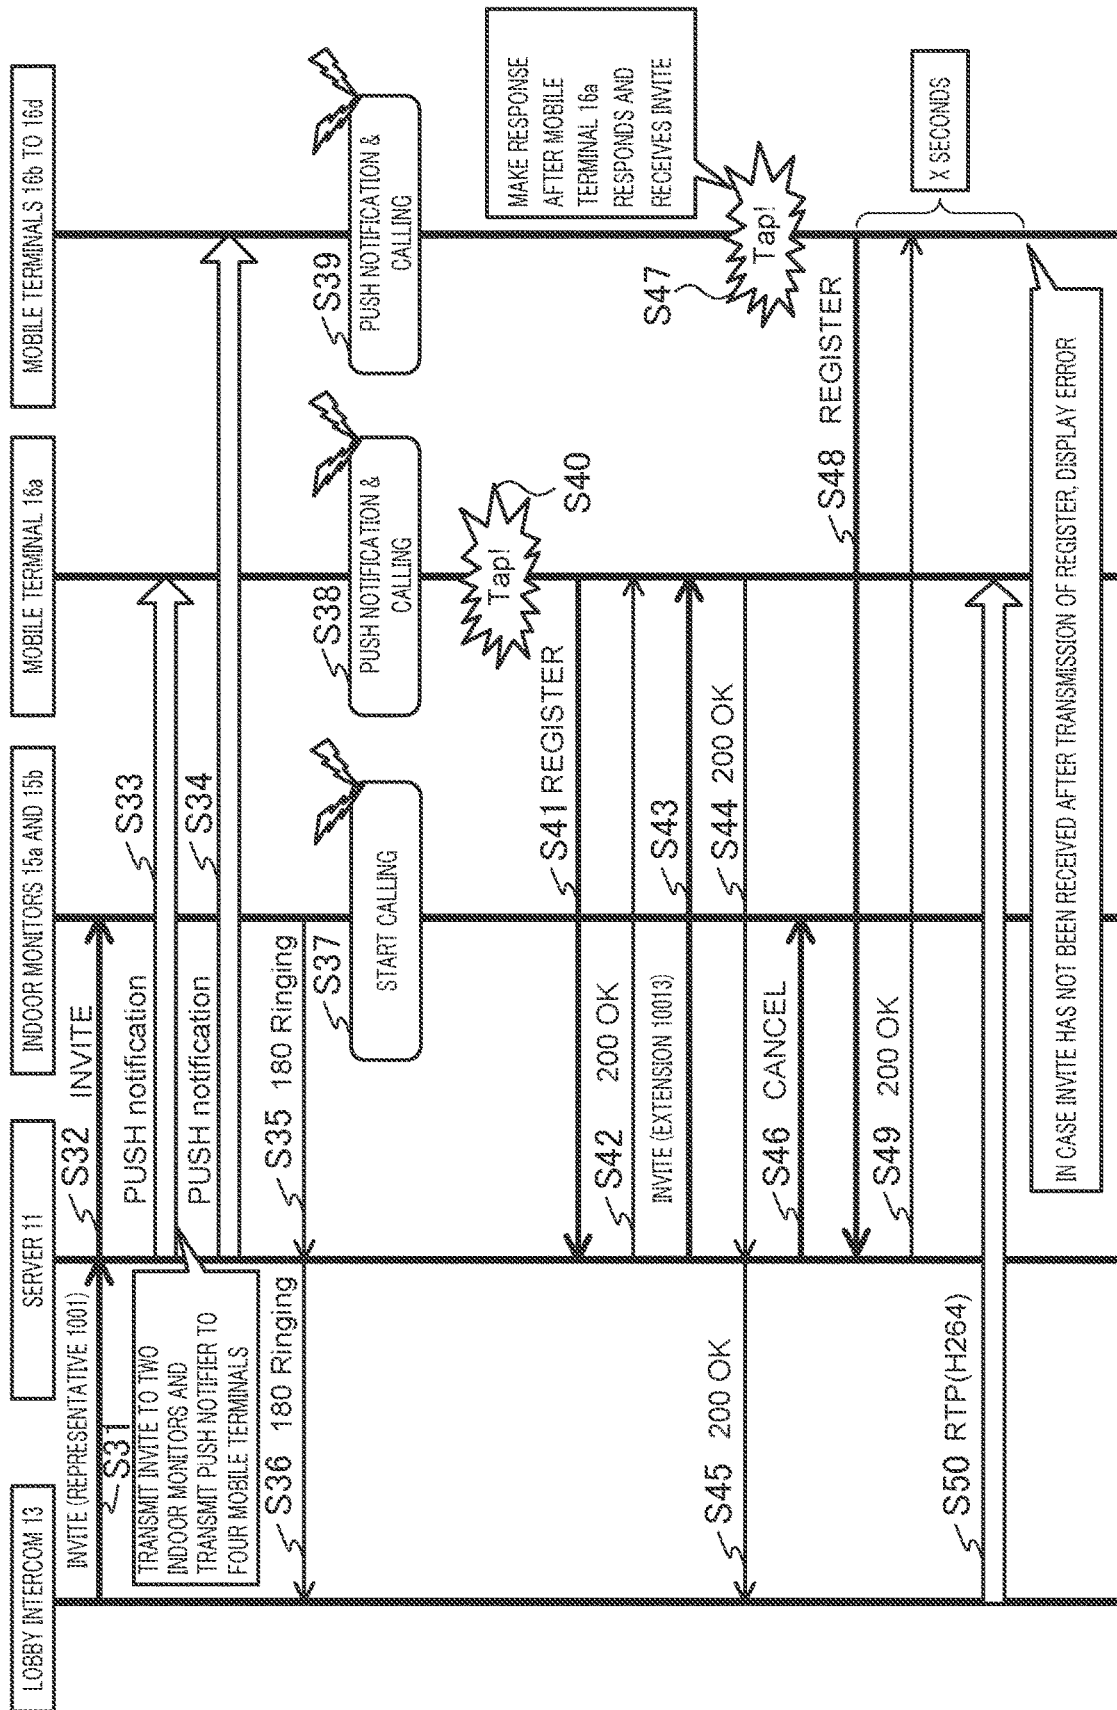 LOBBY INTERCOM 13
SERVER 11
INDOOR MONITORS 15a AND 15b
MOBILE TERMINAL 16a
MOBILE TERMINALS 16b TO 16d
INVITE (REPRESENTATIVE 1001)
S31
S32 INVITE
TRANSMIT INVITE TO TWO
INDOOR MONITORS AND
TRANSMIT PUSH NOTIFIER TO
FOUR MOBILE TERMINALS
PUSH notification
S33
PUSH notification
S34
S36 180 Ringing
S35 180 Ringing
S37
START CALLING
S38
PUSH NOTIFICATION &
CALLING
S39
PUSH NOTIFICATION &
CALLING
Tap!
S40
S41 REGISTER
S42 200 OK
INVITE (EXTENSION 10013)
S43
S44 200 OK
S45 200 OK
S46 CANCEL
MAKE RESPONSE
AFTER MOBILE
TERMINAL 16a
RESPONDS AND
RECEIVES INVITE
S47
Tap!
S48 REGISTER
S49 200 OK
X SECONDS
S50 RTP(H264)
IN CASE INVITE HAS NOT BEEN RECEIVED AFTER TRANSMISSION OF REGISTER, DISPLAY ERROR